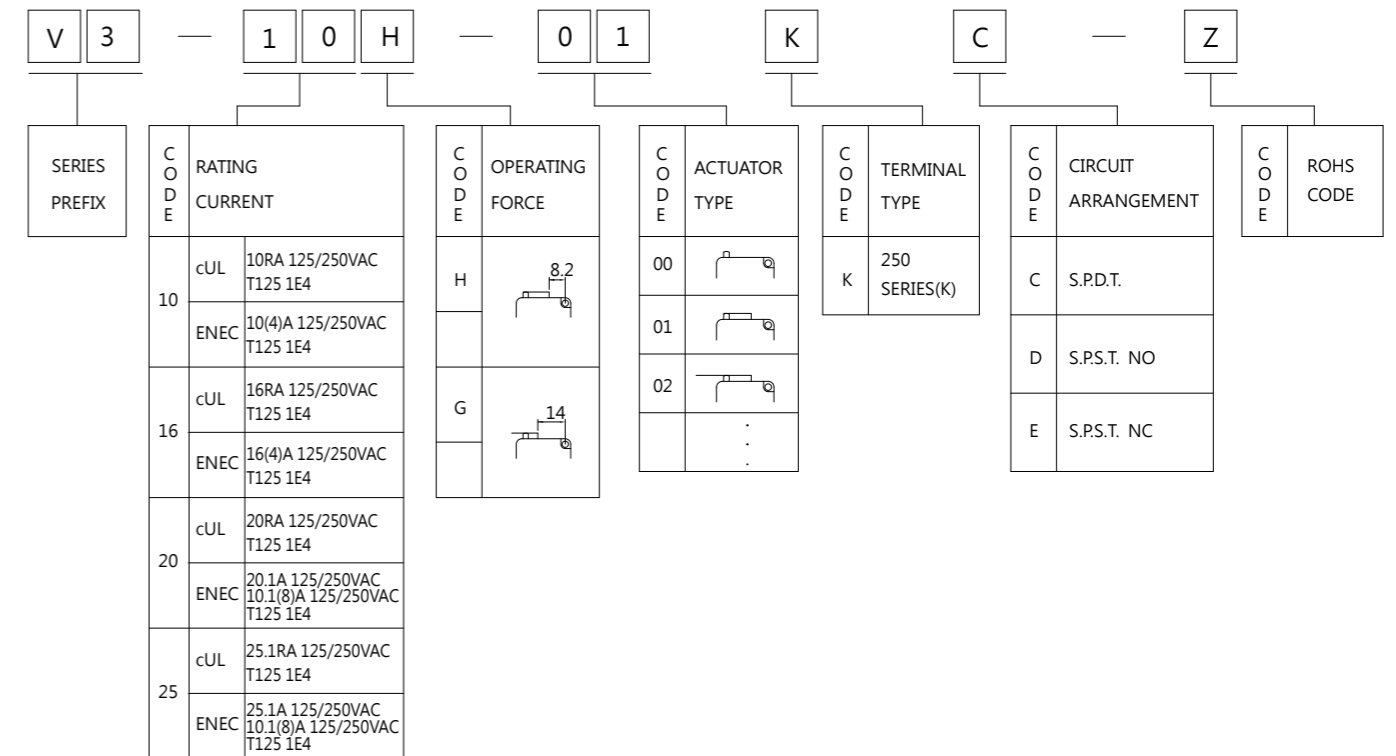 V 3 — 1 0 H — 0 1 K C — Z
SERIES
PREFIX
CODE
RATING
CURRENT
10
cUL
10RA 125/250VAC
T125 1E4
ENEC
10(4)A 125/250VAC
T125 1E4
16
cUL
16RA 125/250VAC
T125 1E4
ENEC
16(4)A 125/250VAC
T125 1E4
20
cUL
20RA 125/250VAC
T125 1E4
ENEC
20.1A 125/250VAC
10.1(8)A 125/250VAC
T125 1E4
25
cUL
25.1RA 125/250VAC
T125 1E4
ENEC
25.1A 125/250VAC
10.1(8)A 125/250VAC
T125 1E4
CODE
OPERATING
FORCE
H
8.2
G
14
CODE
ACTUATOR
TYPE
00
01
02
CODE
TERMINAL
TYPE
K
250
SERIES(K)
CODE
CIRCUIT
ARRANGEMENT
C S.P.D.T.
D S.P.S.T. NO
E S.P.S.T. NC
CODE
ROHS
CODE